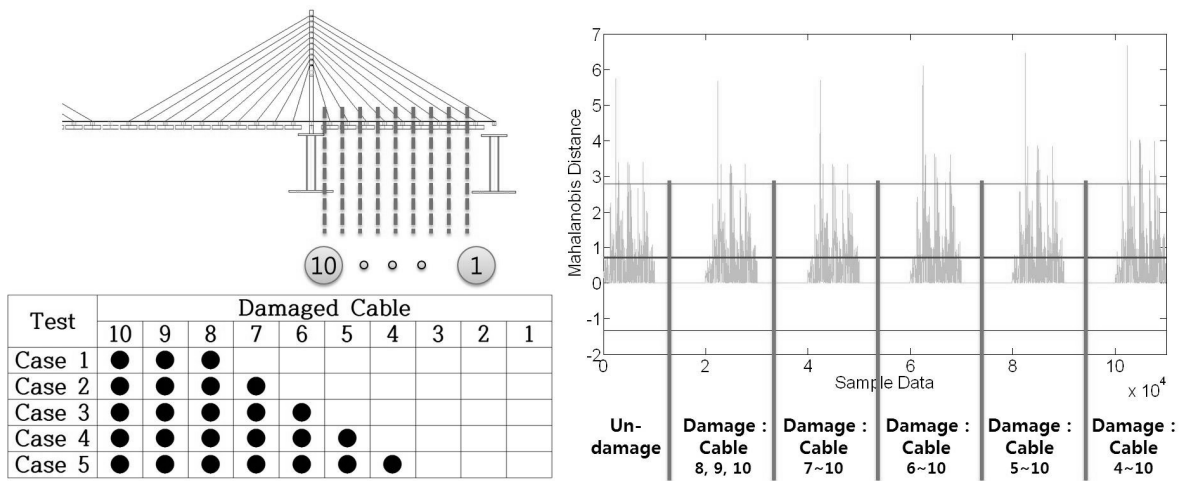 10
1
Test
Damaged Cable
10 9 8 7 6 5 4 3 2 1
Case 1 ● ● ●
Case 2 ● ● ● ●
Case 3 ● ● ● ● ●
Case 4 ● ● ● ● ● ●
Case 5 ● ● ● ● ● ● ●
Mahalanobis Distance
7
6
5
4
3
2
1
0
-1
-2
0 2 4 6 8 10
Sample Data
x 10^4
Un-
damage
Damage :
Cable
8, 9, 10
Damage :
Cable
7~10
Damage :
Cable
6~10
Damage :
Cable
5~10
Damage :
Cable
4~10